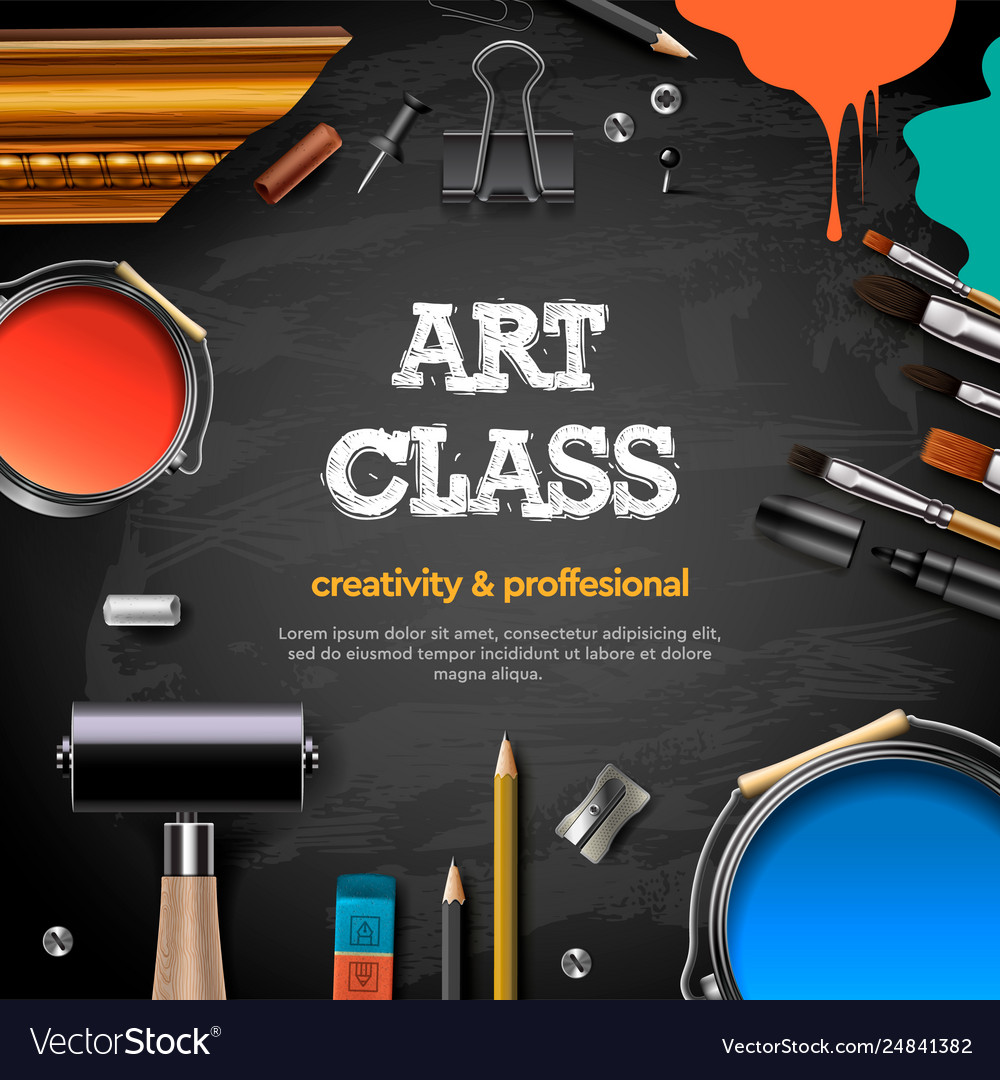 ART
CLASS
creativity & proffesional
Lorem ipsum dolor sit amet, consectetur adipisicing elit,
sed do eiusmod tempor incididunt ut labore et dolore
magna aliqua.
VectorStock®
VectorStock.com/24841382